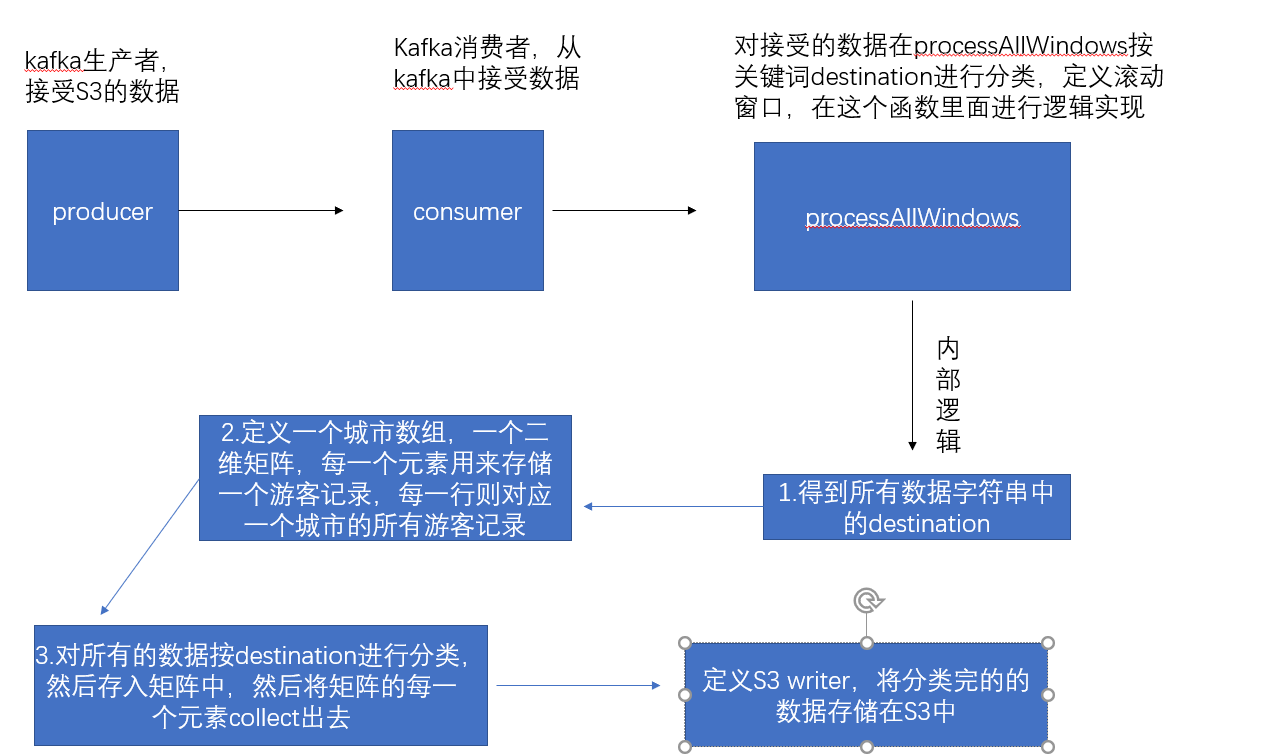 kafka生产者，
接受S3的数据
Kafka消费者，从
kafka中接受数据
对接受的数据在processAllWindows按
关键词destination进行分类，定义滚动
窗口，在这个函数里面进行逻辑实现
producer
consumer
processAllWindows
内
部
逻
辑
1.得到所有数据字符串中
的destination
2.定义一个城市数组，一个二
维矩阵，每一个元素用来存储
一个游客记录，每一行则对应
一个城市的所有游客记录
3.对所有的数据按destination进行分类，
然后存入矩阵中，然后将矩阵的每一
个元素collect出去
定义S3 writer，将分类完的的
数据存储在S3中